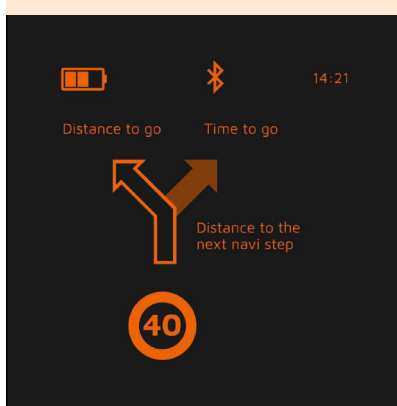 14:21
Distance to go
Time to go
Distance to the
next navi step
40